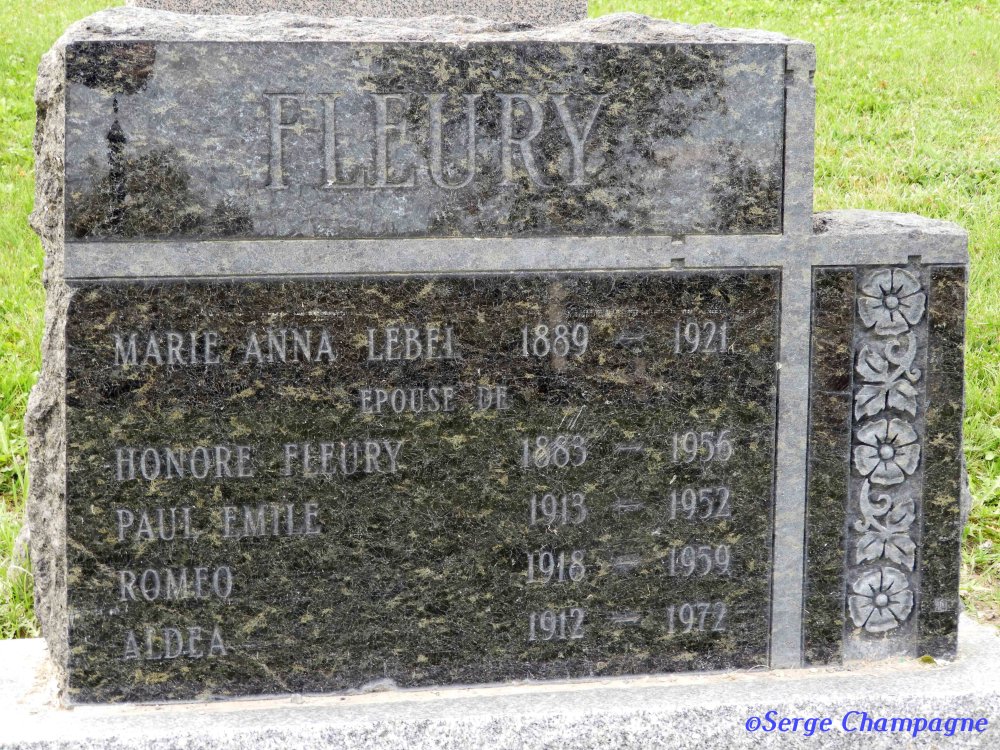 FLEURY
MARIE ANNA LEBEL 1889 – 1921
EPOUSE DE
HONORE FLEURY 1883 – 1956
PAUL EMILE 1913 – 1952
ROMEO 1918 – 1959
ALDEA 1912 – 1972
©Serge Champagne